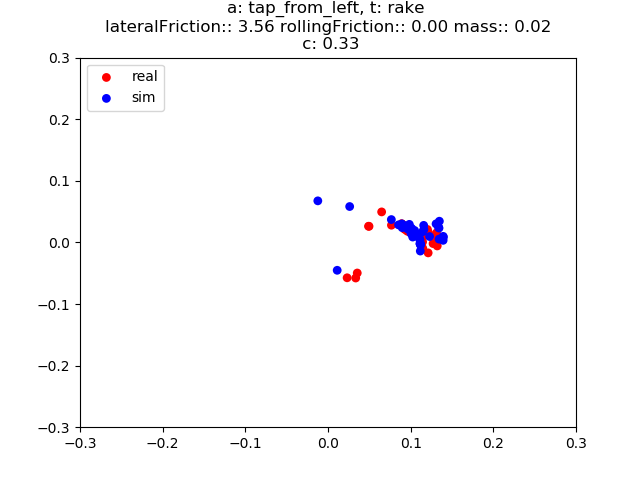 a: tap_from_left, t: rake
lateralFriction:: 3.56 rollingFriction:: 0.00 mass:: 0.02
c: 0.33
real
sim
0.3
0.2
0.1
0.0
−0.1
−0.2
−0.3
−0.3 −0.2 −0.1 0.0 0.1 0.2 0.3